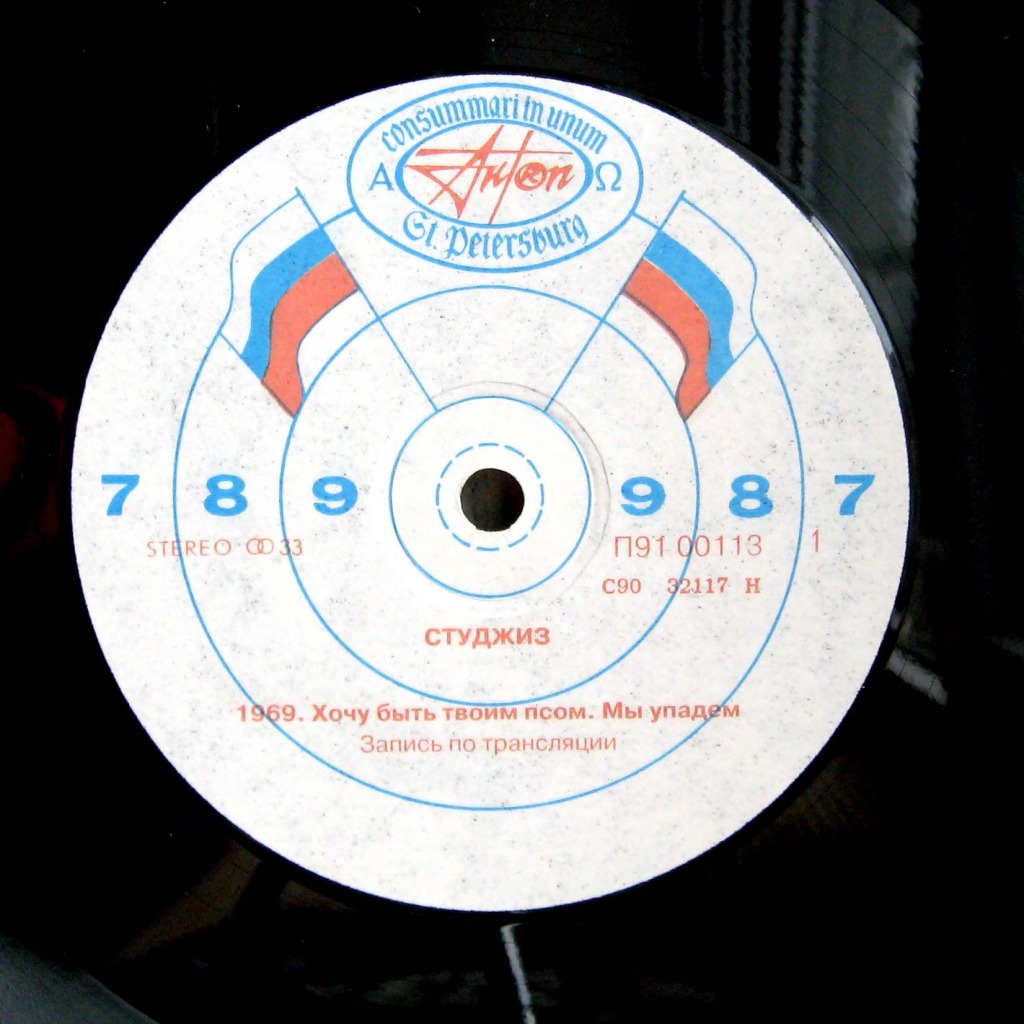 consummari in unum
Α АнтRоп Ω
St. Petersburg
7 8 9 9 8 7
STEREO 33 П91 00113 1
С90 32117 Н
СТУДЖИЗ
1969. Хочу быть твоим псом. Мы упадем
Запись по трансляции